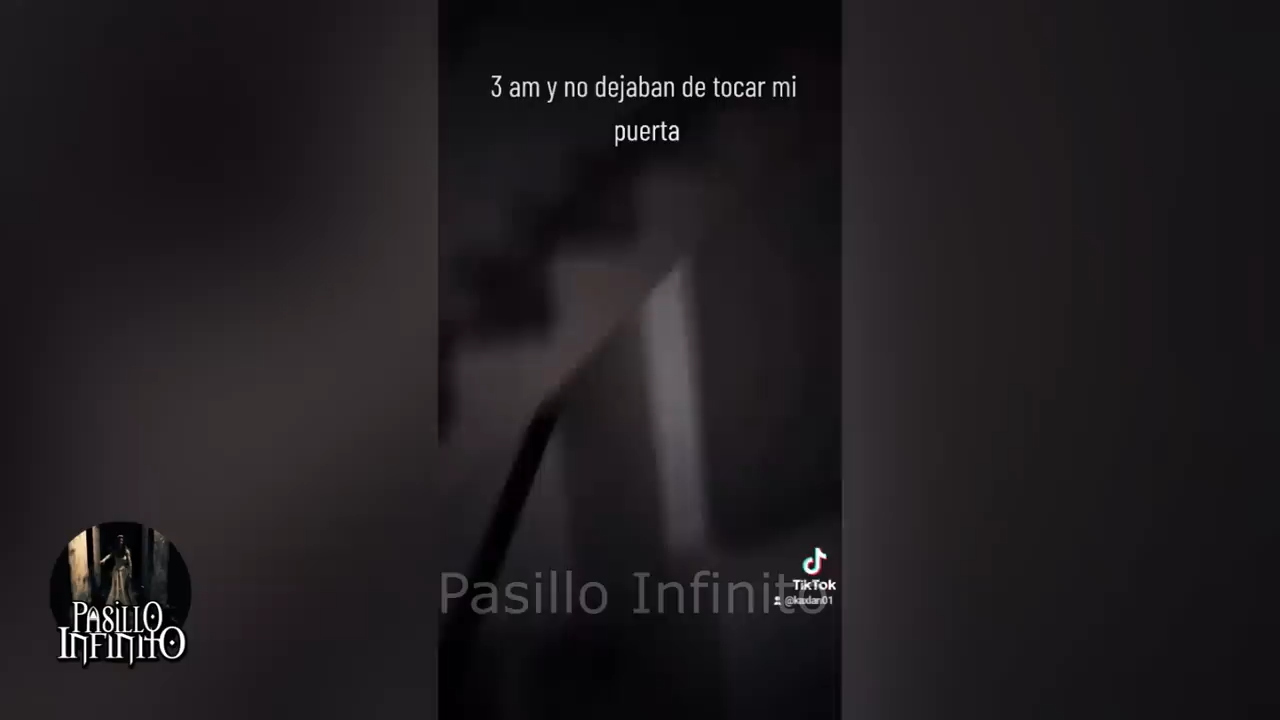 3 am y no dejaban de tocar mi
puerta
TikTok
Pasillo Infinito
PASILLO
INFINITO